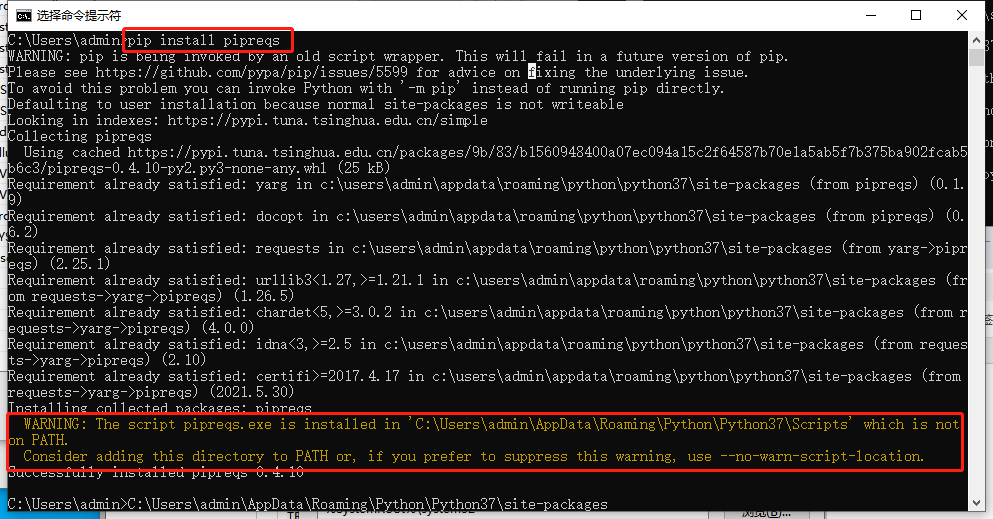 选择命令提示符
C:\Users\admin>pip install pipreqs
WARNING: pip is being invoked by an old script wrapper. This will fail in a future version of pip.
Please see https://github.com/pypa/pip/issues/5599 for advice on fixing the underlying issue.
To avoid this problem you can invoke Python with '-m pip' instead of running pip directly.
Defaulting to user installation because normal site-packages is not writeable
Looking in indexes: https://pypi.tuna.tsinghua.edu.cn/simple
Collecting pipreqs
  Using cached https://pypi.tuna.tsinghua.edu.cn/packages/9b/83/b1560948400a07ec094a15c2f64587b70e1a5ab5f7b375ba902fcab5
b6c3/pipreqs-0.4.10-py2.py3-none-any.whl (25 kB)
Requirement already satisfied: yarg in c:\users\admin\appdata\roaming\python\python37\site-packages (from pipreqs) (0.1.
9)
Requirement already satisfied: docopt in c:\users\admin\appdata\roaming\python\python37\site-packages (from pipreqs) (0.
6.2)
Requirement already satisfied: requests in c:\users\admin\appdata\roaming\python\python37\site-packages (from yarg->pipr
eqs) (2.25.1)
Requirement already satisfied: urllib3<1.27,>=1.21.1 in c:\users\admin\appdata\roaming\python\python37\site-packages (fr
om requests->yarg->pipreqs) (1.26.5)
Requirement already satisfied: chardet<5,>=3.0.2 in c:\users\admin\appdata\roaming\python\python37\site-packages (from r
equests->yarg->pipreqs) (4.0.0)
Requirement already satisfied: idna<3,>=2.5 in c:\users\admin\appdata\roaming\python\python37\site-packages (from reques
ts->yarg->pipreqs) (2.10)
Requirement already satisfied: certifi>=2017.4.17 in c:\users\admin\appdata\roaming\python\python37\site-packages (from
requests->yarg->pipreqs) (2021.5.30)
Installing collected packages: pipreqs
  WARNING: The script pipreqs.exe is installed in 'C:\Users\admin\AppData\Roaming\Python\Python37\Scripts' which is not
on PATH.
  Consider adding this directory to PATH or, if you prefer to suppress this warning, use --no-warn-script-location.
Successfully installed pipreqs-0.4.10
C:\Users\admin>C:\Users\admin\AppData\Roaming\Python\Python37\site-packages